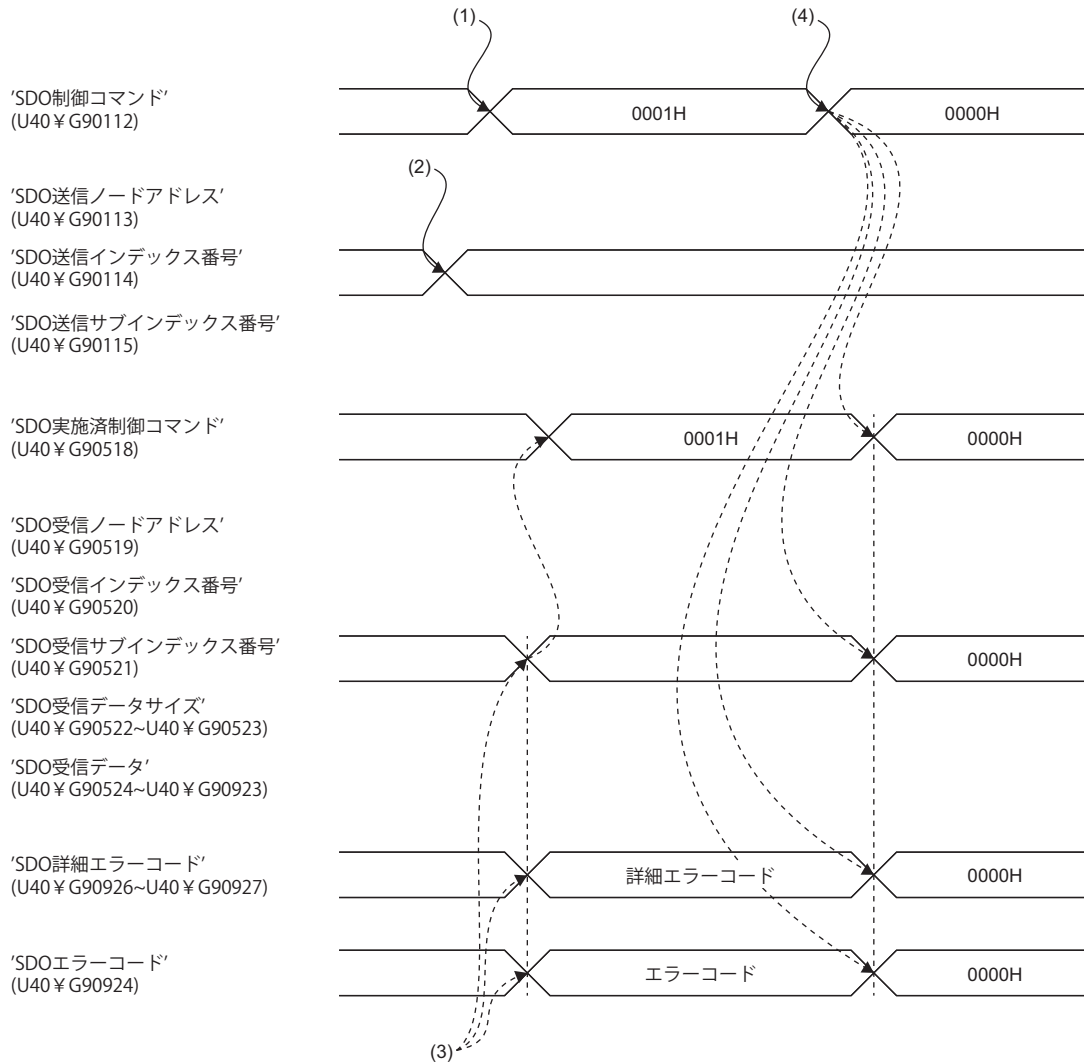 (1)
(4)
'SDO制御コマンド'
(U40￥G90112)
0001H
0000H
(2)
'SDO送信ノードアドレス'
(U40￥G90113)
'SDO送信インデックス番号'
(U40￥G90114)
'SDO送信サブインデックス番号'
(U40￥G90115)
'SDO実施済制御コマンド'
(U40￥G90518)
0001H
0000H
'SDO受信ノードアドレス'
(U40￥G90519)
'SDO受信インデックス番号'
(U40￥G90520)
'SDO受信サブインデックス番号'
(U40￥G90521)
0000H
'SDO受信データサイズ'
(U40￥G90522~U40￥G90523)
'SDO受信データ'
(U40￥G90524~U40￥G90923)
'SDO詳細エラーコード'
(U40￥G90926~U40￥G90927)
詳細エラーコード
0000H
'SDOエラーコード'
(U40￥G90924)
エラーコード
0000H
(3)